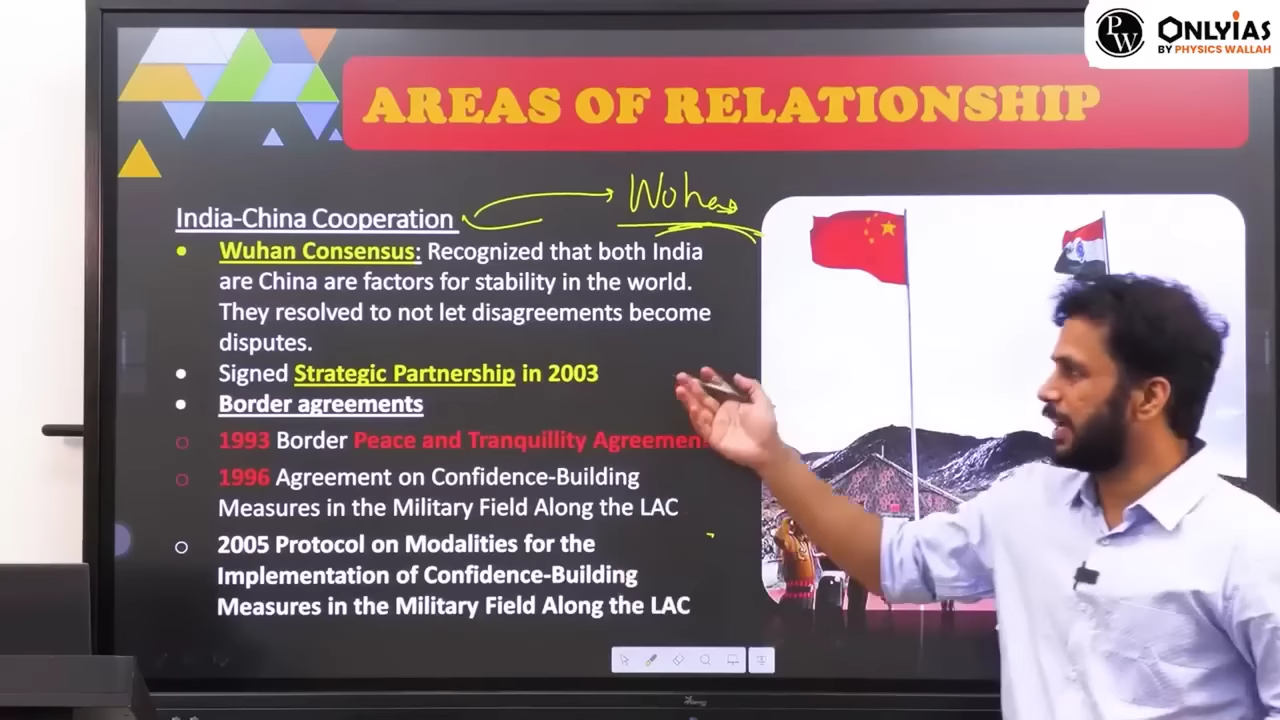 PW
ONLYIAS
BY PHYSICS WALLAH
AREAS OF RELATIONSHIP
India-China Cooperation
• Wuhan Consensus: Recognized that both India
are China are factors for stability in the world.
They resolved to not let disagreements become
disputes.
• Signed Strategic Partnership in 2003
• Border agreements
1993 Border Peace and Tranquillity Agreemen
1996 Agreement on Confidence-Building
Measures in the Military Field Along the LAC
2005 Protocol on Modalities for the
Implementation of Confidence-Building
Measures in the Military Field Along the LAC